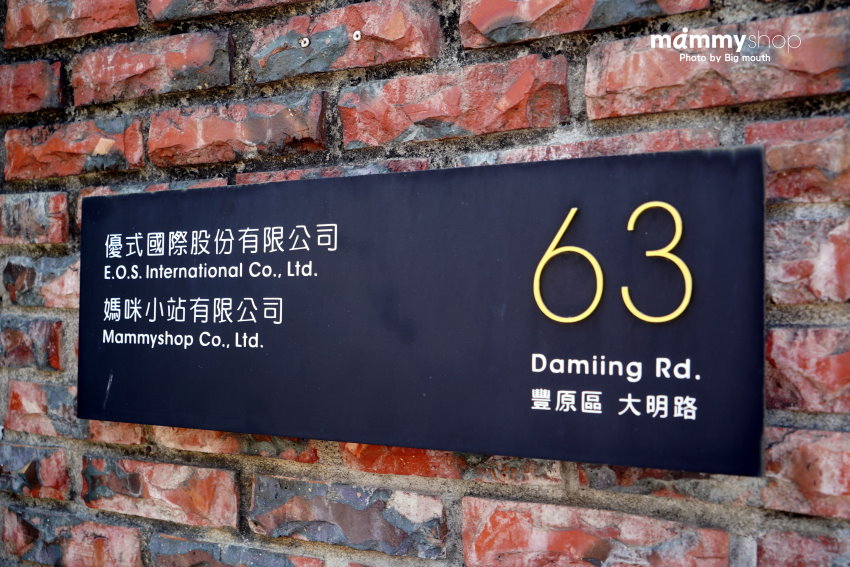 mammyshop
Photo by Big mouth
優式國際股份有限公司
E.O.S. International Co., Ltd.
媽咪小站有限公司
Mammyshop Co., Ltd.
63
Damiing Rd.
豐原區 大明路